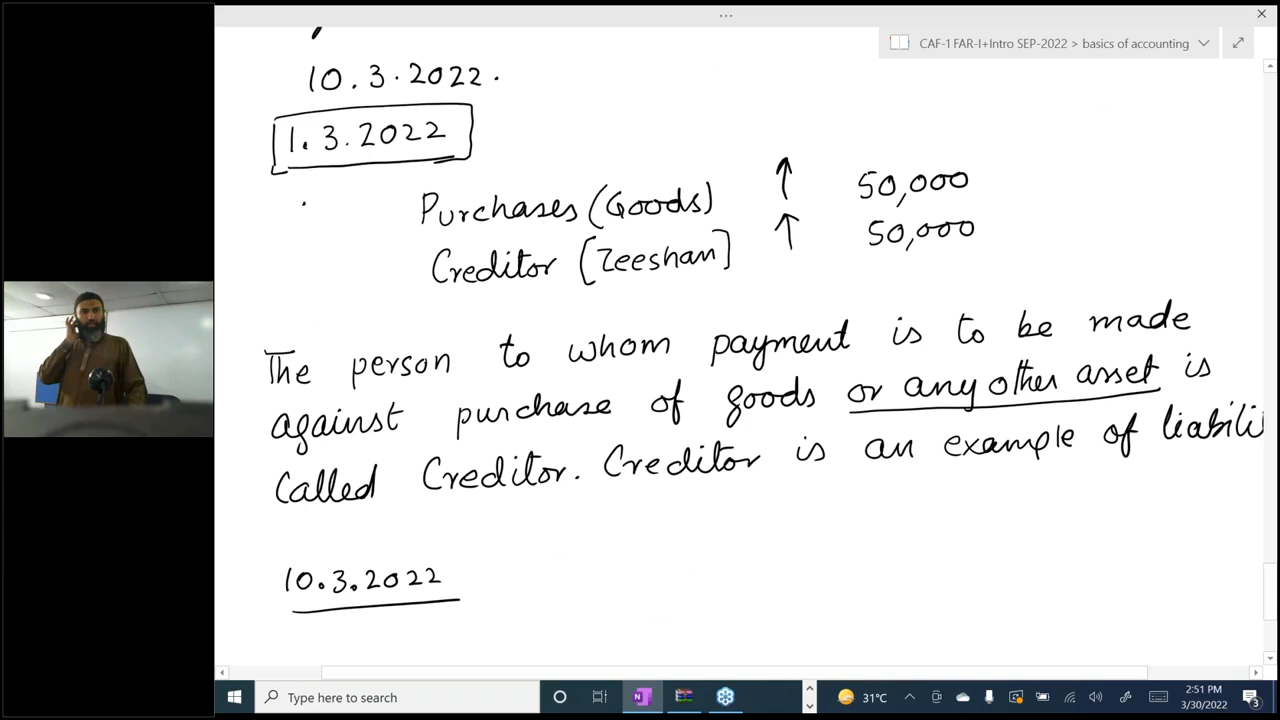 CAF-1 FAR-I+Intro SEP-2022 > basics of accounting
10.3.2022.
1.3.2022
Purchases (Goods) ↑ 50,000
Creditor [Zeeshan] ↑ 50,000
The person to whom payment is to be made
against purchase of goods or any other asset is
called Creditor. Creditor is an example of liabili
10.3.2022
Type here to search
31°C
2:51 PM
3/30/2022
3